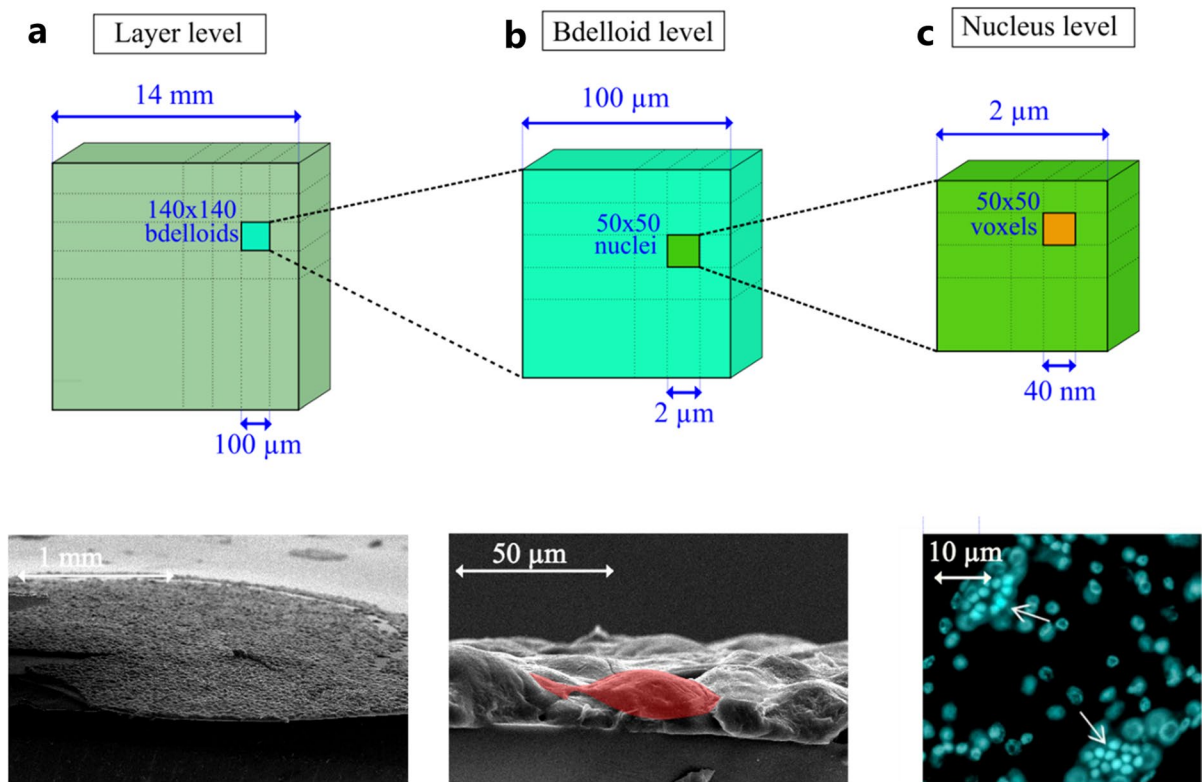 a
Layer level
14 mm
140x140
bdelloids
100 µm
b
Bdelloid level
100 µm
50x50
nuclei
2 µm
c
Nucleus level
2 µm
50x50
voxels
40 nm
1 mm
50 µm
10 µm